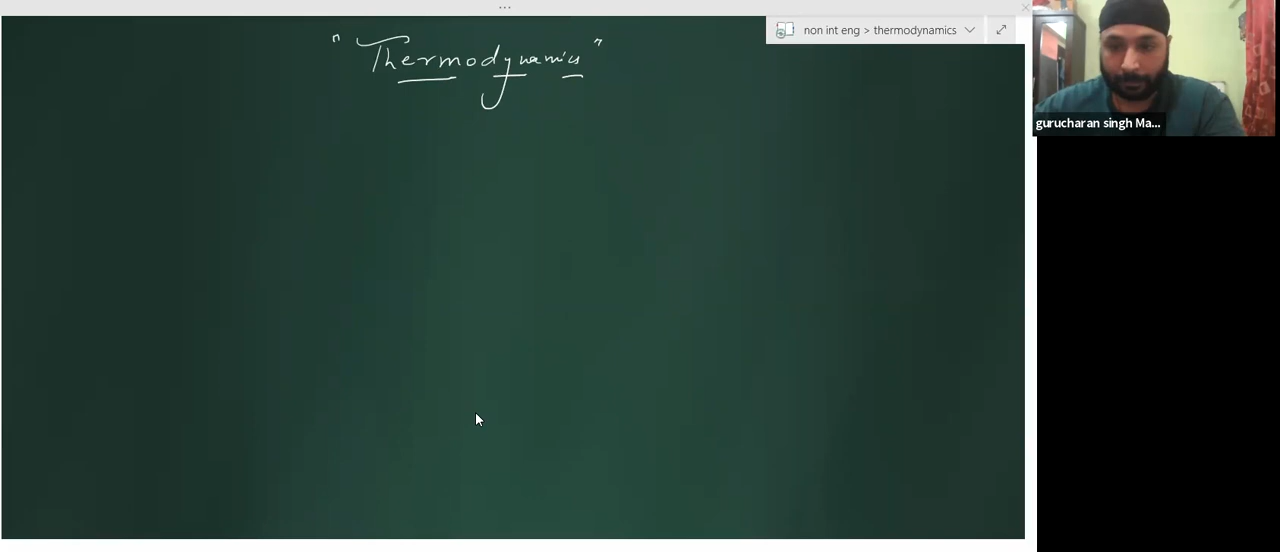 ...
non int eng > thermodynamics
" Thermodynamics "
gurucharan singh Ma...